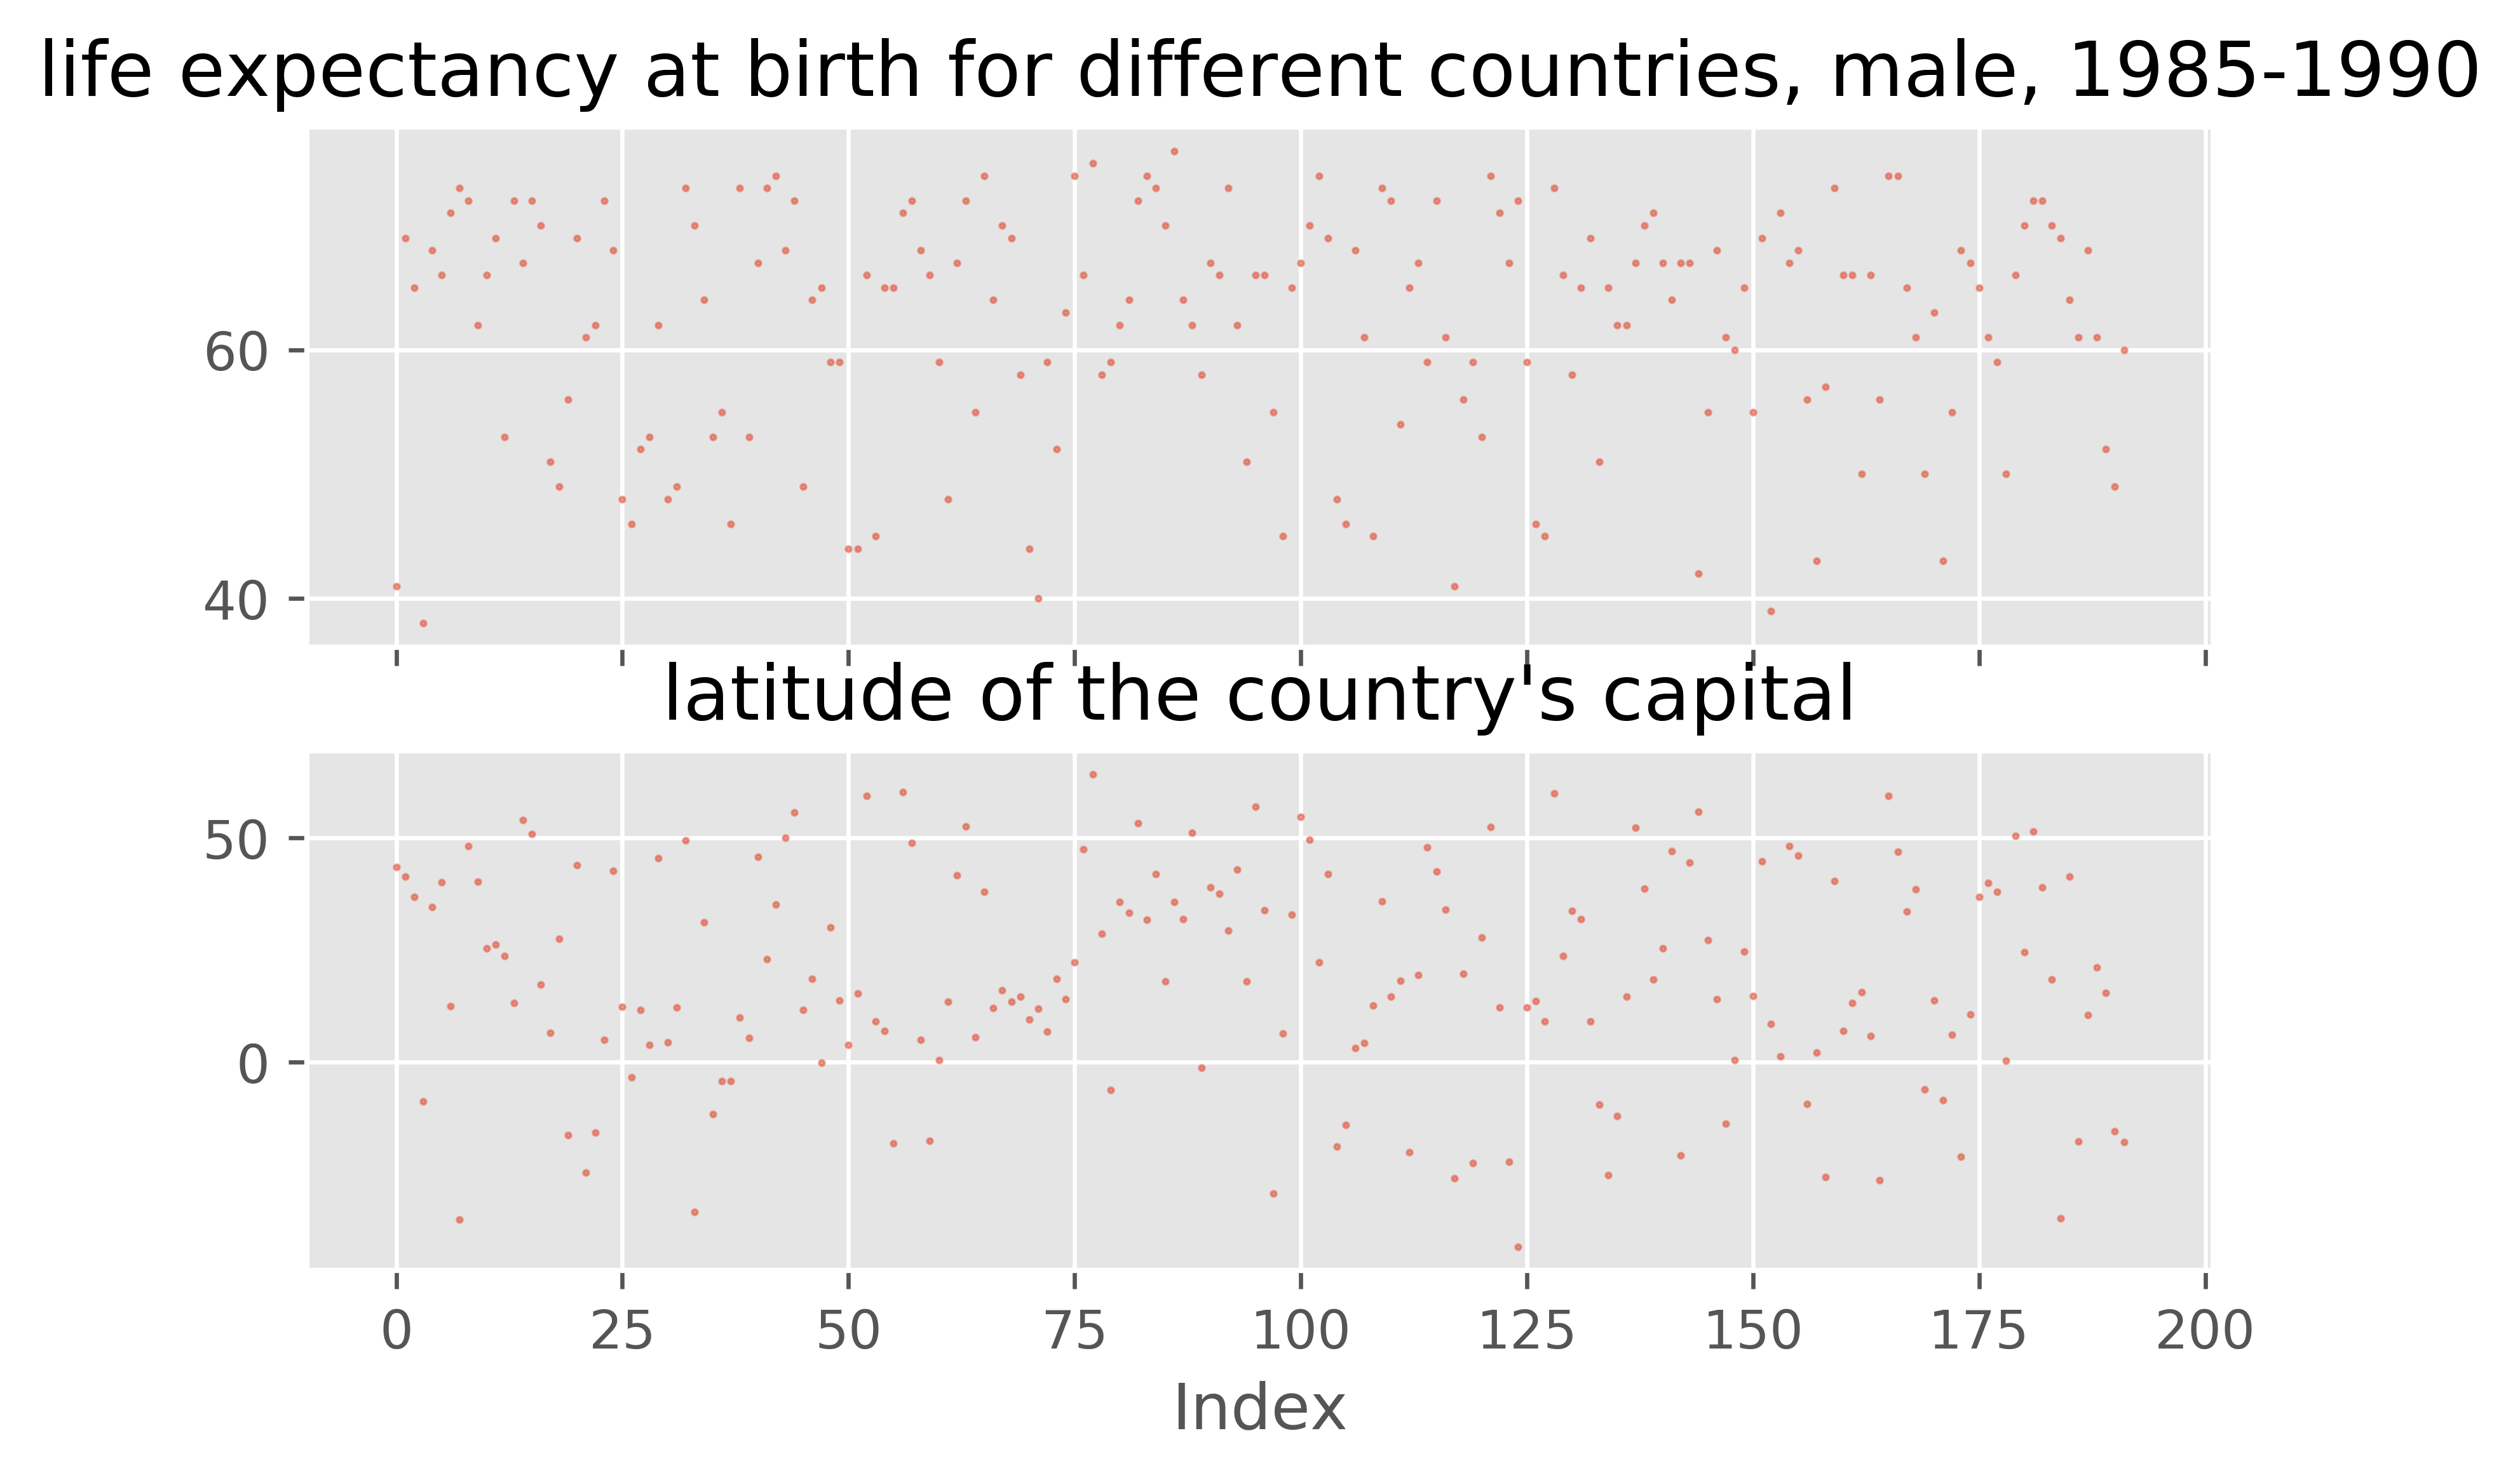 life expectancy at birth for different countries, male, 1985-1990
60
40
latitude of the country's capital
50
0
0 25 50 75 100 125 150 175 200
Index